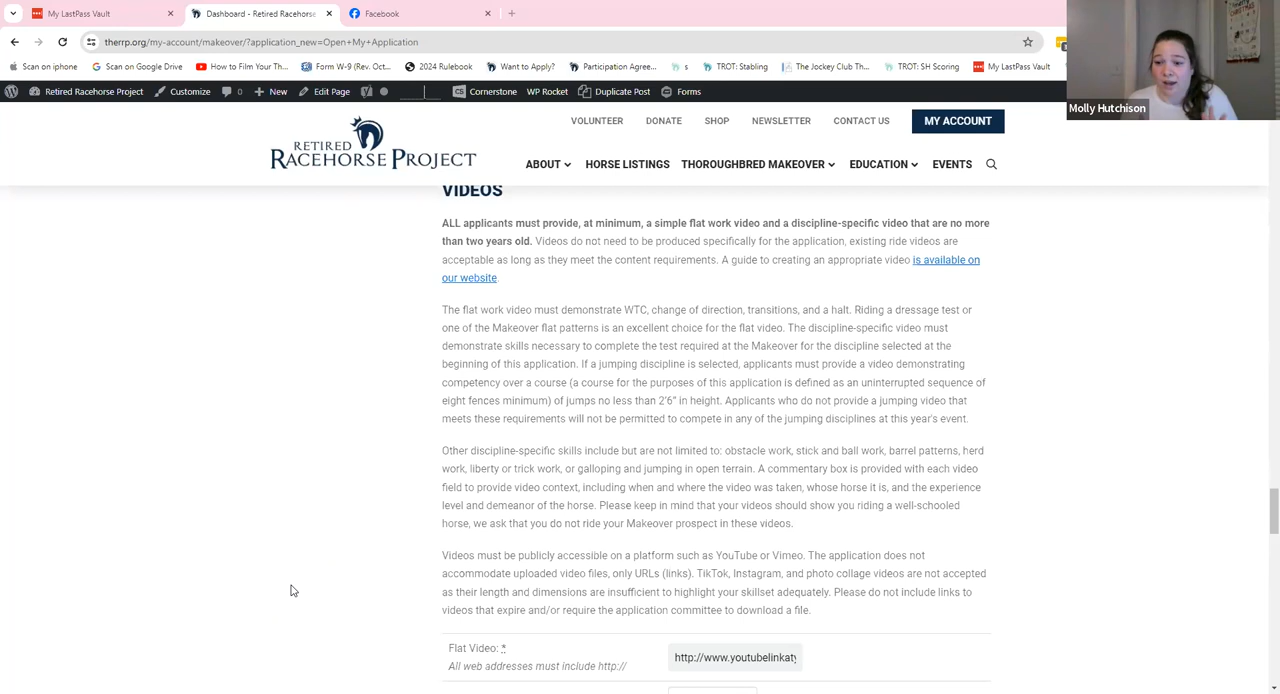 My LastPass Vault
Dashboard - Retired Racehorse
Facebook
therrp.org/my-account/makeover/?application_new=Open+My+Application
Scan on iphone
Scan on Google Drive
How to Film Your Th...
Form W-9 (Rev. Oct...
2024 Rule
Want to Apply?
Participation Agree...
s
TROT: Stabling
The Jockey Club Th...
TROT: SH Scoring
My LastPass Vault
Retired Racehorse Project
Customize
0
New
Edit Page
Cornerstone
WP Rocket
Duplicate Post
Forms
Molly Hutchison
VOLUNTEER
DONATE
SHOP
NEWSLETTER
CONTACT US
MY ACCOUNT
RETIRED
RACEHORSE PROJECT
ABOUT
HORSE LISTINGS
THOROUGHBRED MAKEOVER
EDUCATION
EVENTS
VIDEOS
ALL applicants must provide, at minimum, a simple flat work video and a discipline-specific video that are no more
than two years old. Videos do not need to be produced specifically for the application, existing ride videos are
acceptable as long as they meet the content requirements. A guide to creating an appropriate video is available on
our website.
The flat work video must demonstrate WTC, change of direction, transitions, and a halt. Riding a dressage test or
one of the Makeover flat patterns is an excellent choice for the flat video. The discipline-specific video must
demonstrate skills necessary to complete the test required at the Makeover for the discipline selected at the
beginning of this application. If a jumping discipline is selected, applicants must provide a video demonstrating
competency over a course (a course for the purposes of this application is defined as an uninterrupted sequence of
eight fences minimum) of jumps no less than 2'6" in height. Applicants who do not provide a jumping video that
meets these requirements will not be permitted to compete in any of the jumping disciplines at this year's event.
Other discipline-specific skills include but are not limited to: obstacle work, stick and ball work, barrel patterns, herd
work, liberty or trick work, or galloping and jumping in open terrain. A commentary box is provided with each video
field to provide video context, including when and where the video was taken, whose horse it is, and the experience
level and demeanor of the horse. Please keep in mind that your videos should show you riding a well-schooled
horse, we ask that you do not ride your Makeover prospect in these videos.
Videos must be publicly accessible on a platform such as YouTube or Vimeo. The application does not
accommodate uploaded video files, only URLs (links). TikTok, Instagram, and photo collage videos are not accepted
as their length and dimensions are insufficient to highlight your skillset adequately. Please do not include links to
videos that expire and/or require the application committee to download a file.
Flat Video: *
All web addresses must include http://
http://www.youtubelinkaty